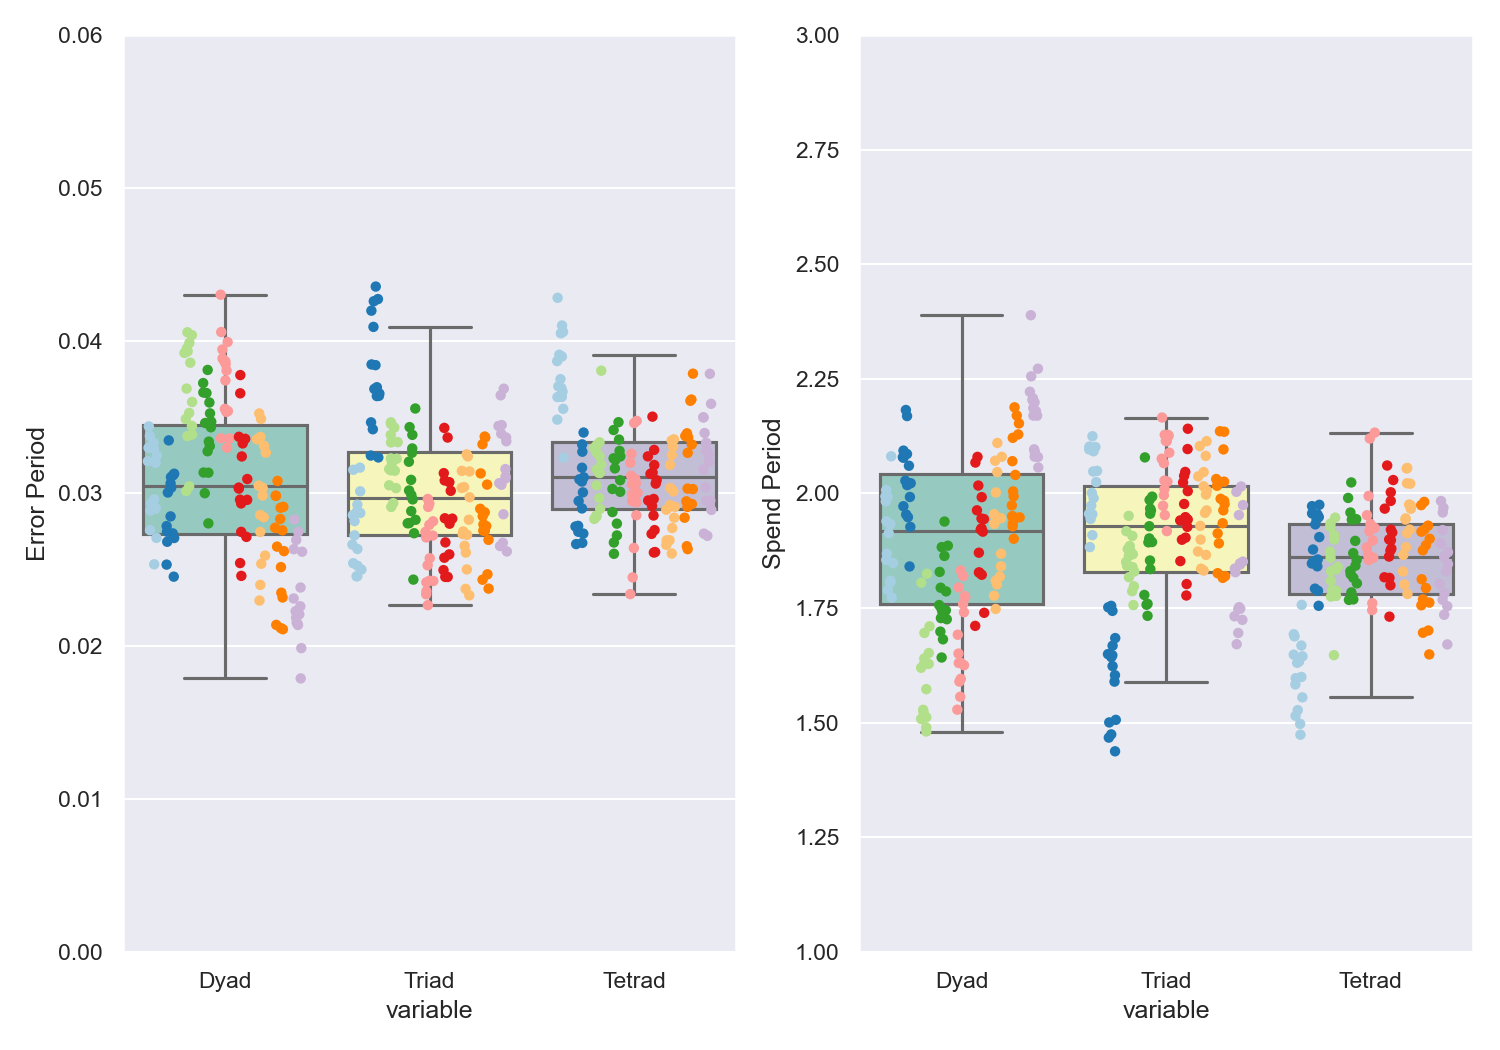 0.06
0.05
0.04
0.03
0.02
0.01
0.00
Error Period
Dyad Triad Tetrad
variable
3.00
2.75
2.50
2.25
2.00
1.75
1.50
1.25
1.00
Spend Period
Dyad Triad Tetrad
variable